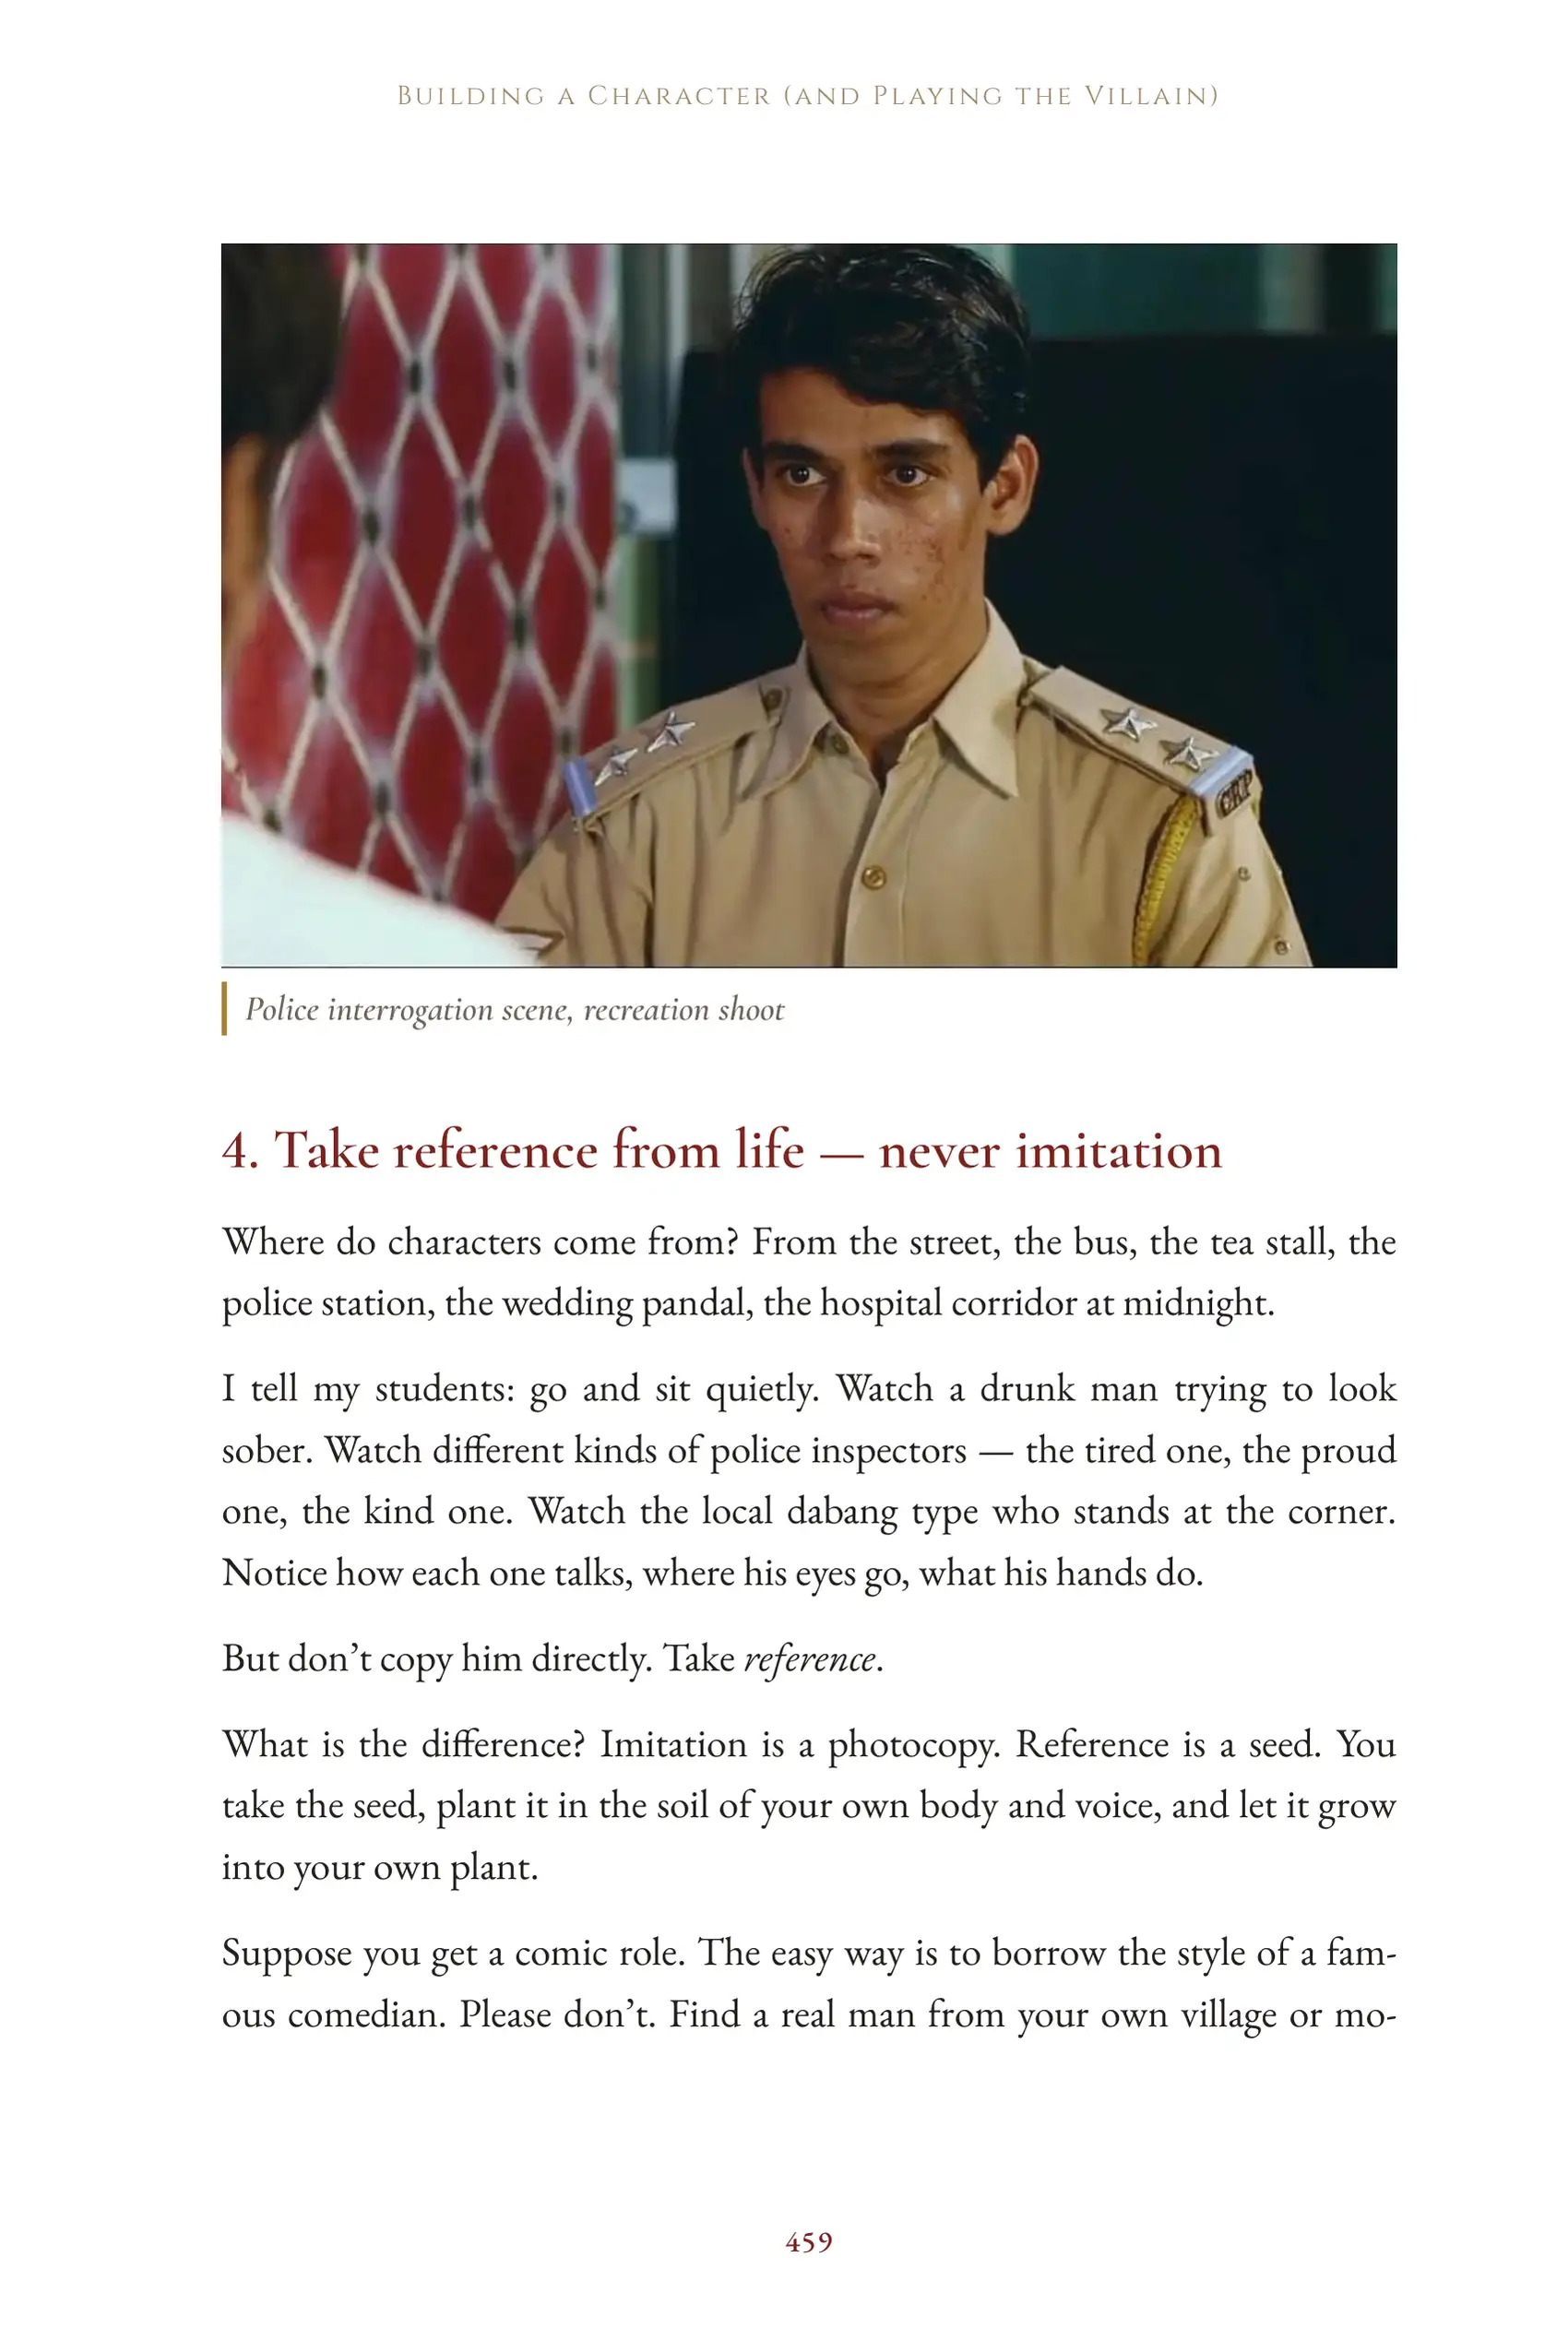 BUILDING A CHARACTER (AND PLAYING THE VILLAIN)
CRP
Police interrogation scene, recreation shoot
4. Take reference from life — never imitation
Where do characters come from? From the street, the bus, the tea stall, the
police station, the wedding pandal, the hospital corridor at midnight.
I tell my students: go and sit quietly. Watch a drunk man trying to look
sober. Watch different kinds of police inspectors — the tired one, the proud
one, the kind one. Watch the local dabang type who stands at the corner.
Notice how each one talks, where his eyes go, what his hands do.
But don’t copy him directly. Take reference.
What is the difference? Imitation is a photocopy. Reference is a seed. You
take the seed, plant it in the soil of your own body and voice, and let it grow
into your own plant.
Suppose you get a comic role. The easy way is to borrow the style of a fam-
ous comedian. Please don’t. Find a real man from your own village or mo-
459